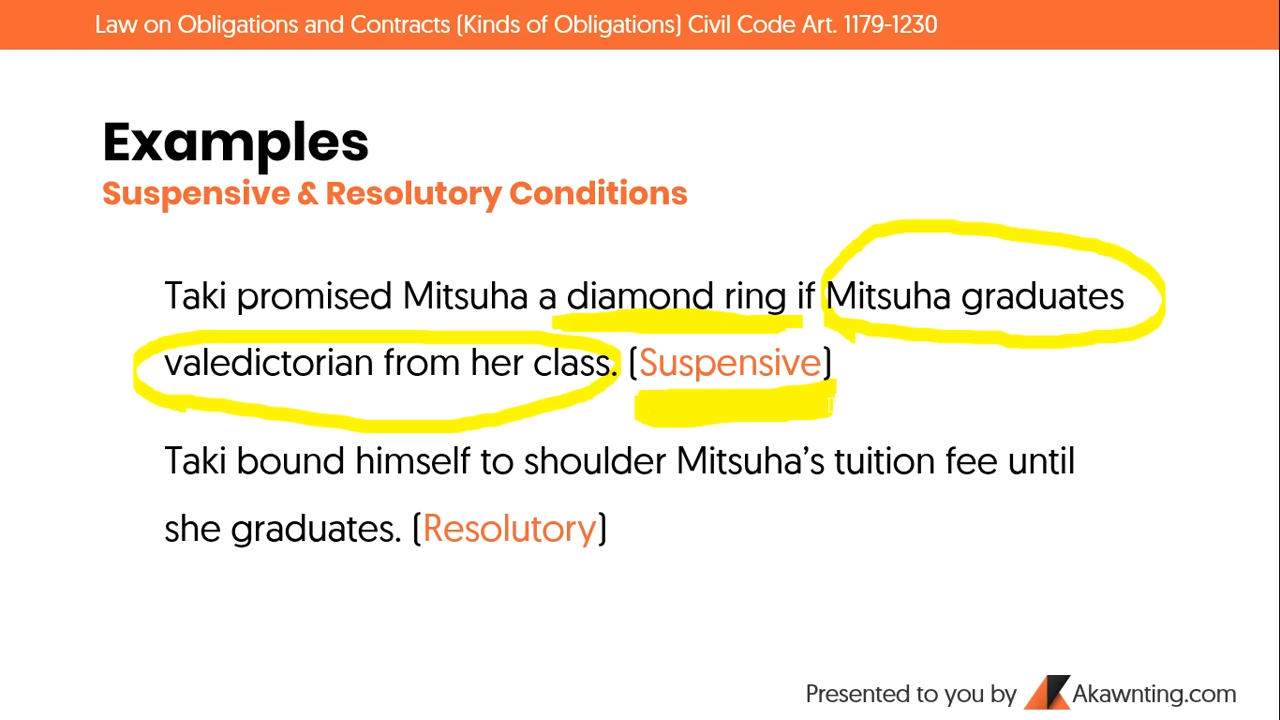 Law on Obligations and Contracts (Kinds of Obligations) Civil Code Art. 1179-1230
Examples
Suspensive & Resolutory Conditions
Taki promised Mitsuha a diamond ring if Mitsuha graduates
valedictorian from her class. (Suspensive)
Taki bound himself to shoulder Mitsuha’s tuition fee until
she graduates. (Resolutory)
Presented to you by Akawnting.com